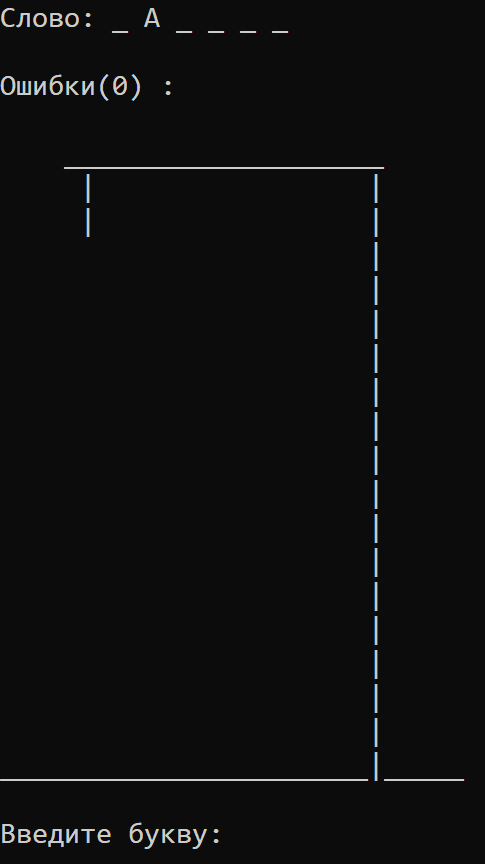 Слово: _ А _ _ _ _
Ошибки(0) :
Введите букву: